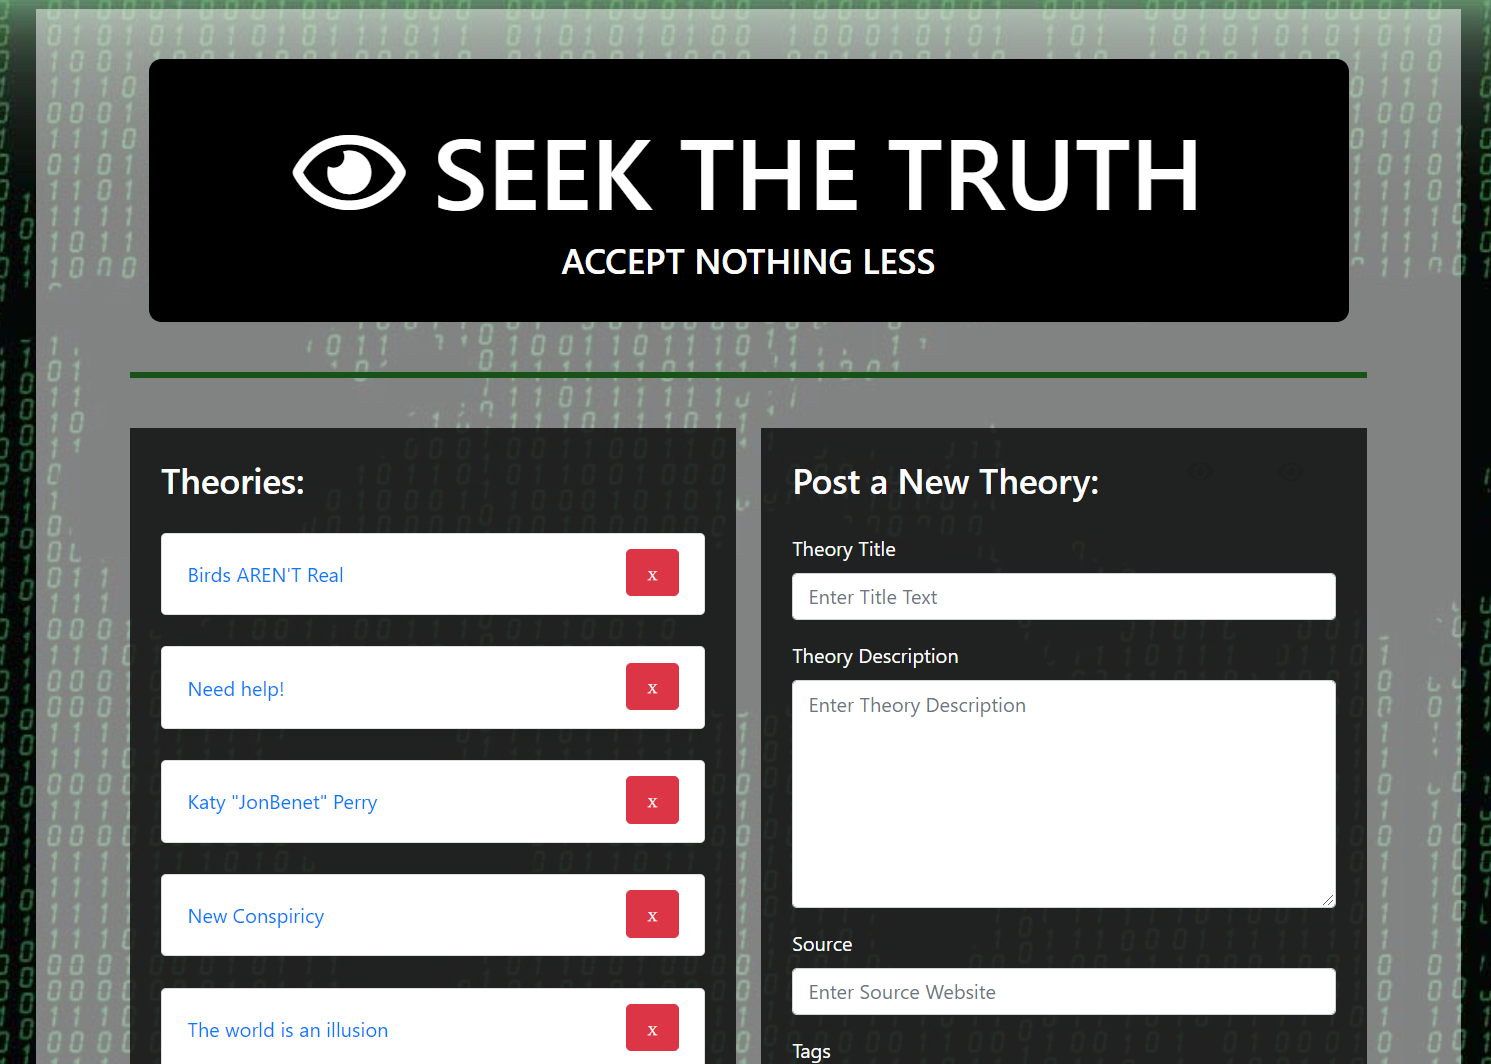 SEEK THE TRUTH
ACCEPT NOTHING LESS
Theories:
Birds AREN'T Real
x
Need help!
x
Katy "JonBenet" Perry
x
New Conspiricy
x
The world is an illusion
x
Post a New Theory:
Theory Title
Enter Title Text
Theory Description
Enter Theory Description
Source
Enter Source Website
Tags